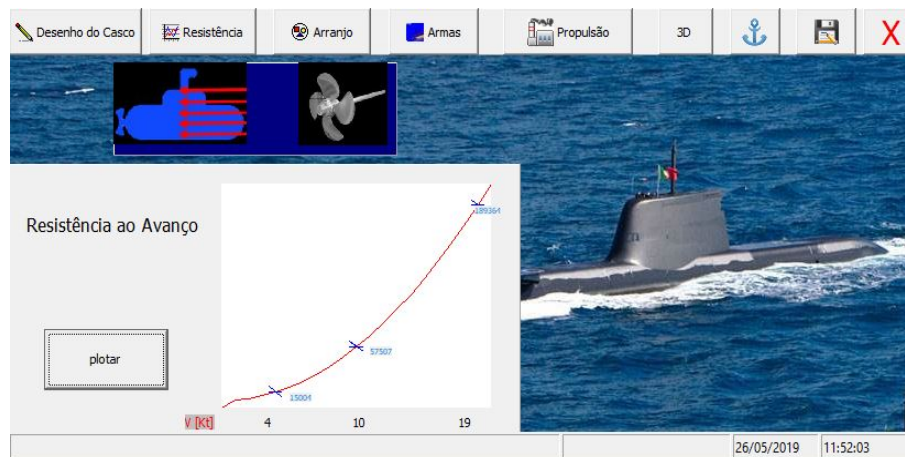 Desenho do Casco Resistência Arranjo Armas Propulsão 3D X
Resistência ao Avanço
189364
plotar
57507
15004
V [Kt] 4 10 19
26/05/2019 11:52:03